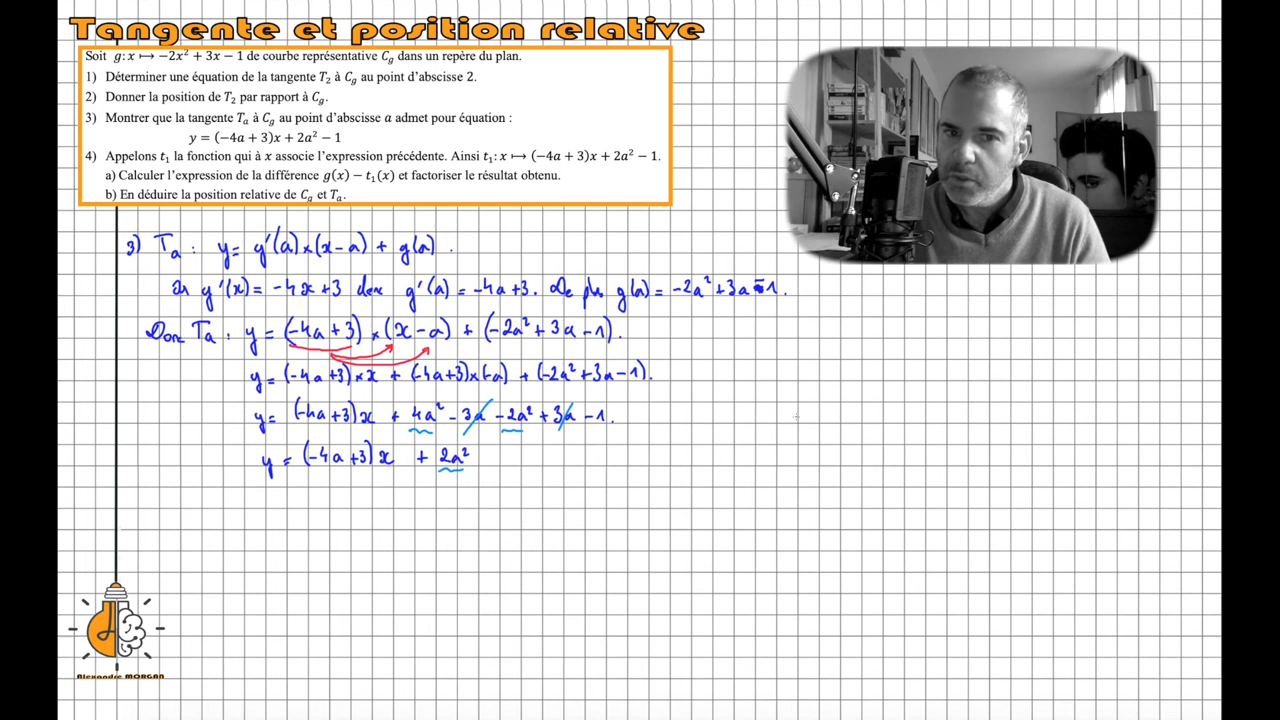 Tangente et position relative
Soit g: x ⟼ −2x² + 3x − 1 de courbe représentative C_g dans un repère du plan.
1) Déterminer une équation de la tangente T₂ à C_g au point d'abscisse 2.
2) Donner la position de T₂ par rapport à C_g.
3) Montrer que la tangente Tₐ à C_g au point d'abscisse a admet pour équation :
y = (−4a + 3)x + 2a² − 1
4) Appelons t₁ la fonction qui à x associe l'expression précédente. Ainsi t₁: x ⟼ (−4a + 3)x + 2a² − 1.
a) Calculer l'expression de la différence g(x) − t₁(x) et factoriser le résultat obtenu.
b) En déduire la position relative de C_g et Tₐ.
3) Tₐ : y = g'(a) × (x − a) + g(a) .
Or g'(x) = −4x + 3 donc g'(a) = −4a + 3. De plus g(a) = −2a² + 3a − 1 .
Donc Tₐ : y = (−4a + 3) × (x − a) + (−2a² + 3a − 1) .
y = (−4a + 3) × x + (−4a + 3) × (−a) + (−2a² + 3a − 1) .
y = (−4a + 3)x + 4a² − 3a − 2a² + 3a − 1 .
y = (−4a + 3)x + 2a²
Alexandre MORGAN